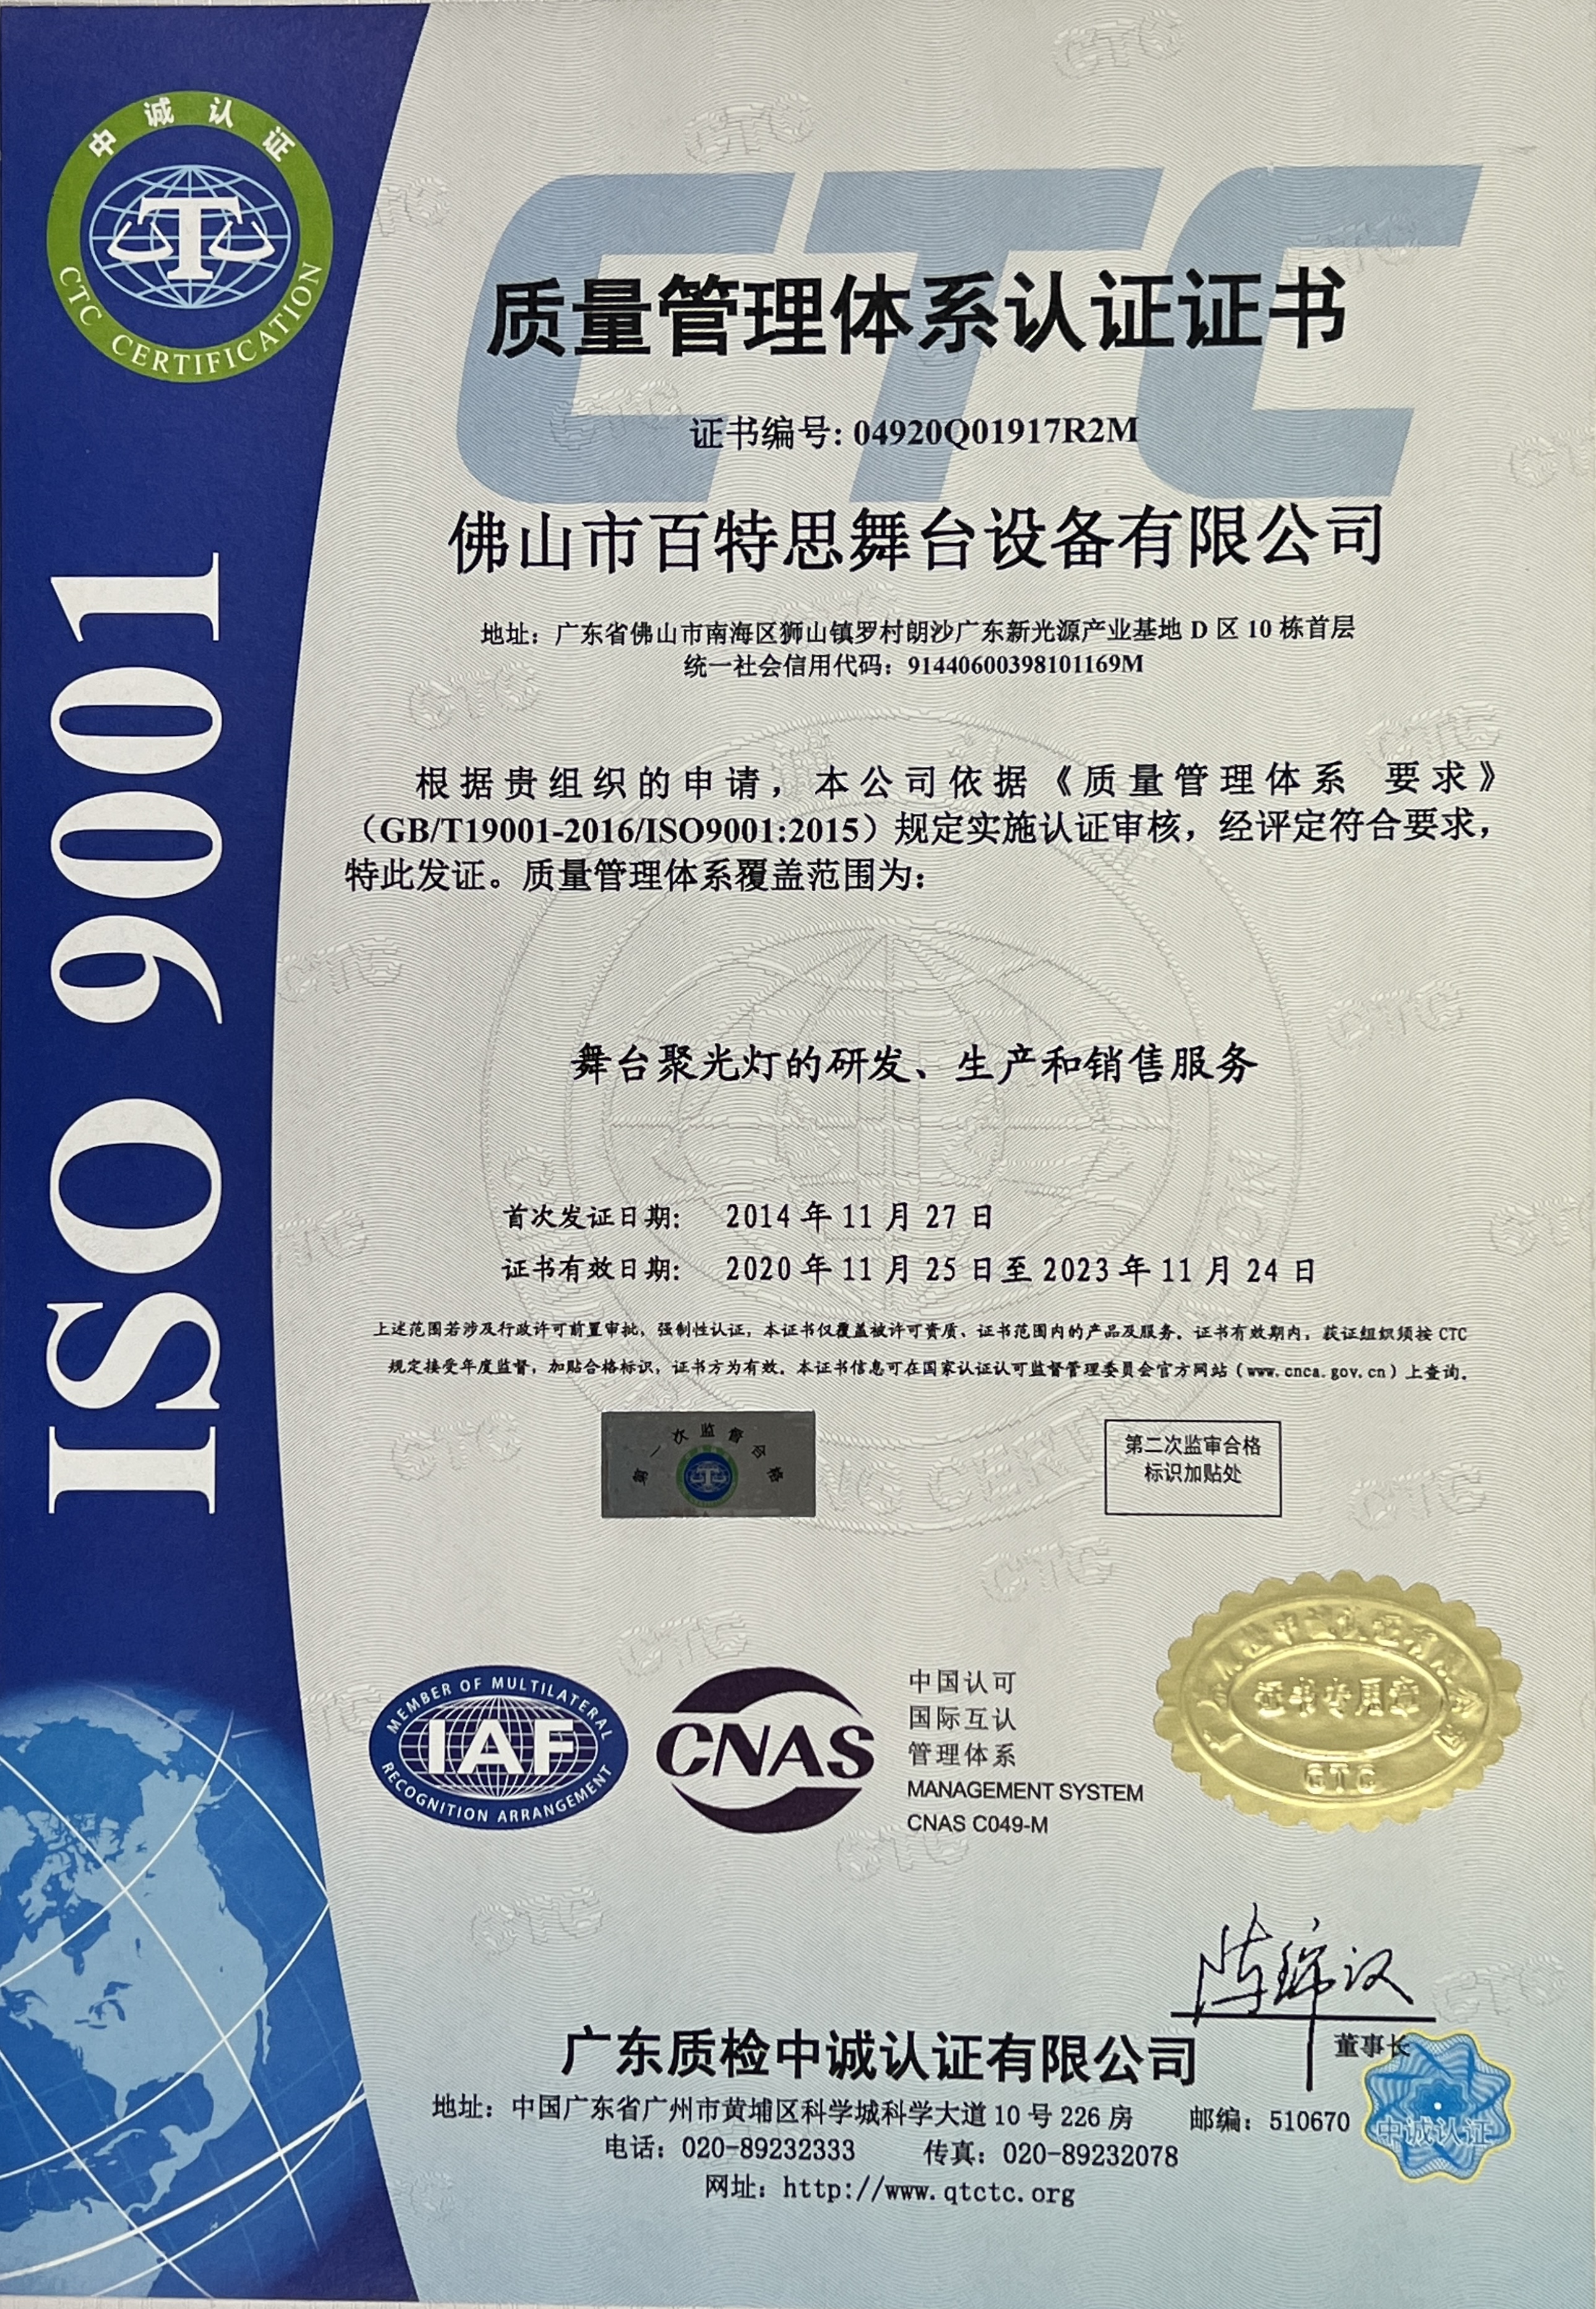 中诚认证
CTC CERTIFICATION
ISO 9001
CTC
质量管理体系认证证书
证书编号: 04920Q01917R2M
佛山市百特思舞台设备有限公司
地址：广东省佛山市南海区狮山镇罗村朗沙广东新光源产业基地 D 区 10 栋首层
统一社会信用代码：91440600398101169M
根据贵组织的申请，本公司依据《质量管理体系 要求》
（GB/T19001-2016/ISO9001:2015）规定实施认证审核，经评定符合要求，
特此发证。质量管理体系覆盖范围为：
舞台聚光灯的研发、生产和销售服务
首次发证日期： 2014 年 11 月 27 日
证书有效日期： 2020 年 11 月 25 日至 2023 年 11 月 24 日
上述范围若涉及行政许可前置审批，强制性认证，本证书仅覆盖被许可资质、证书范围内的产品及服务。证书有效期内，获证组织须按 CTC
规定接受年度监督，加贴合格标识，证书方为有效。本证书信息可在国家认证认可监督管理委员会官方网站（www.cnca.gov.cn）上查询。
第一次监督合格
第二次监审合格
标识加贴处
MEMBER OF MULTILATERAL
IAF
RECOGNITION ARRANGEMENT
CNAS
中国认可
国际互认
管理体系
MANAGEMENT SYSTEM
CNAS C049-M
证书专用章
CTC
董事长
广东质检中诚认证有限公司
地址：中国广东省广州市黄埔区科学城科学大道 10 号 226 房 邮编：510670
电话：020-89232333 传真：020-89232078
网址：http://www.qtctc.org
中诚认证